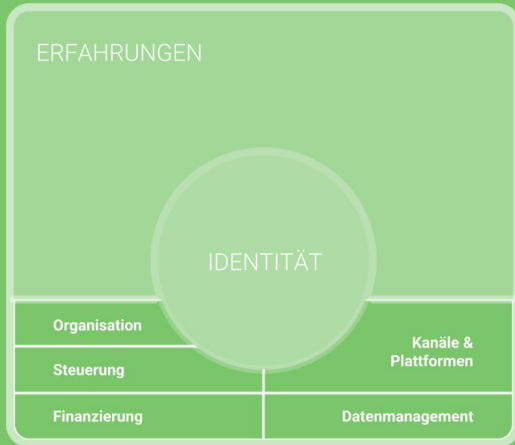 ERFAHRUNGEN
IDENTITÄT
Organisation
Steuerung
Finanzierung
Kanäle &
Plattformen
Datenmanagement